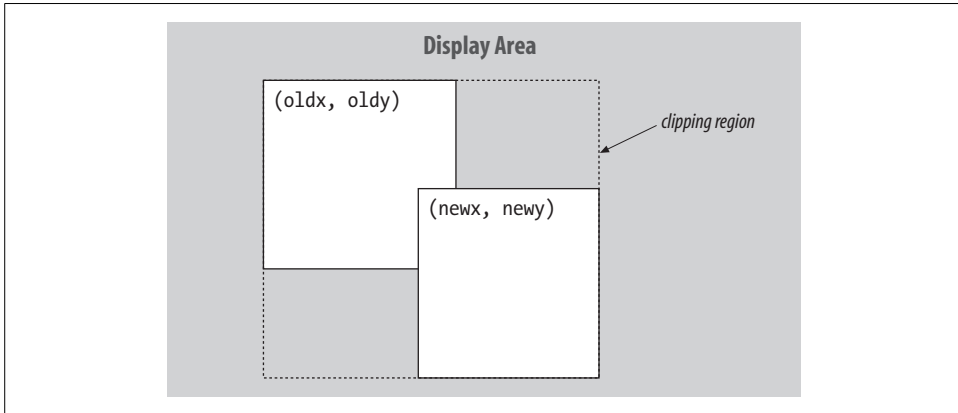 Display Area
(oldx, oldy)
clipping region
(newx, newy)